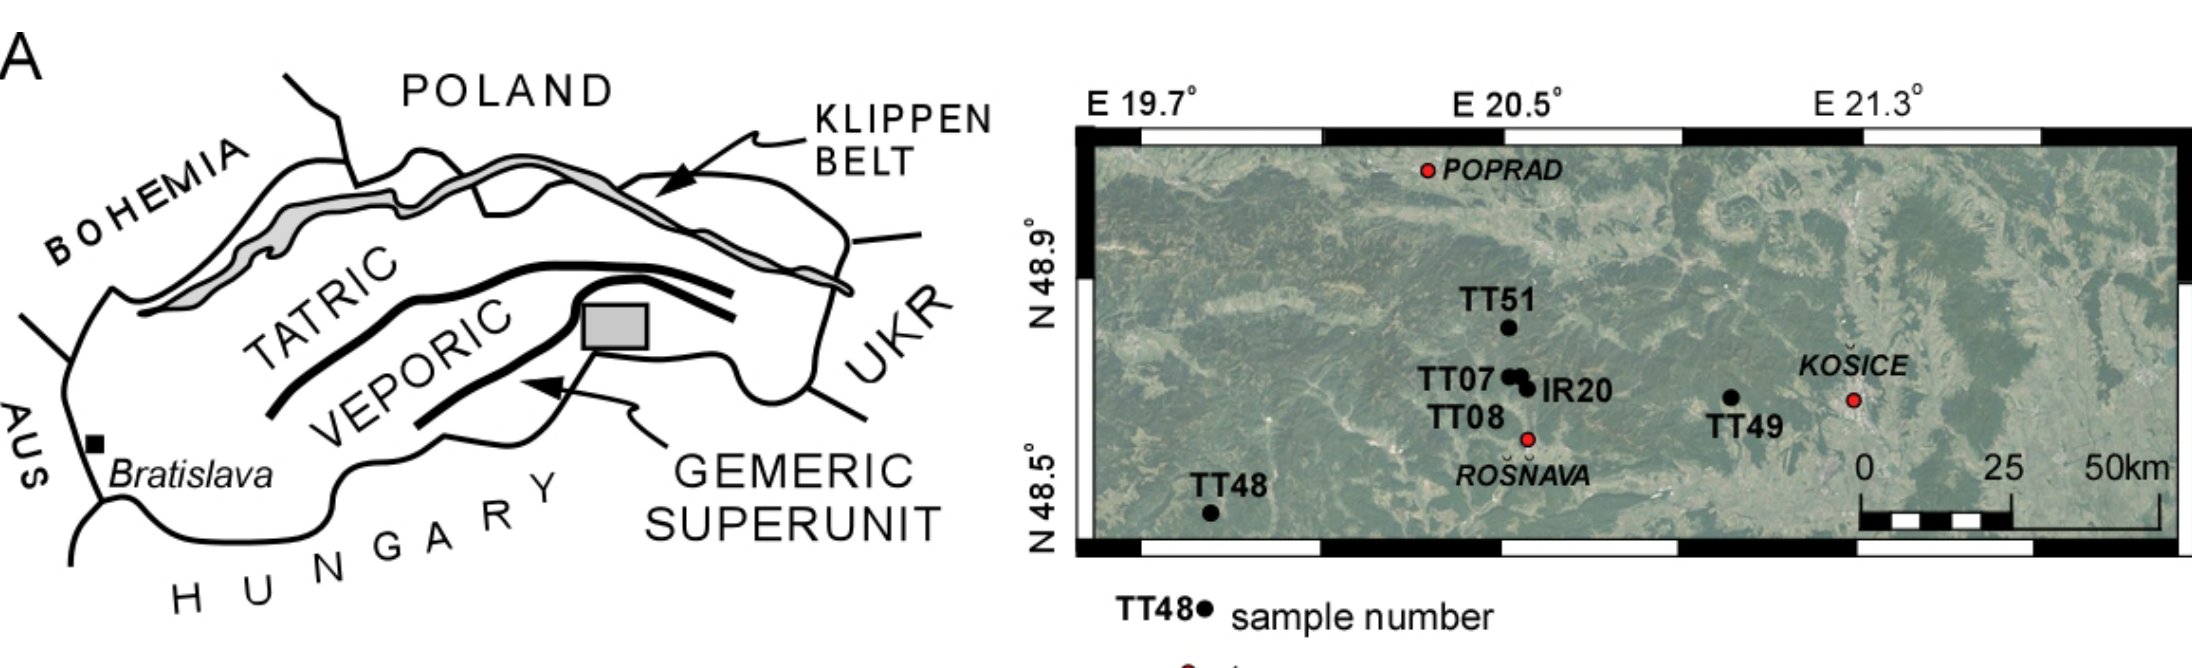 A
POLAND
BOHEMIA
KLIPPEN
BELT
TATRIC
VEPORIC
UKR
AUS
Bratislava
GEMERIC
SUPERUNIT
HUNGARY
E 19.7° E 20.5° E 21.3°
N 48.9°
N 48.5°
POPRAD
TT51
KOŠICE
TT07
IR20
TT08
TT49
ROŠŇAVA
TT48
0 25 50km
TT48 sample number